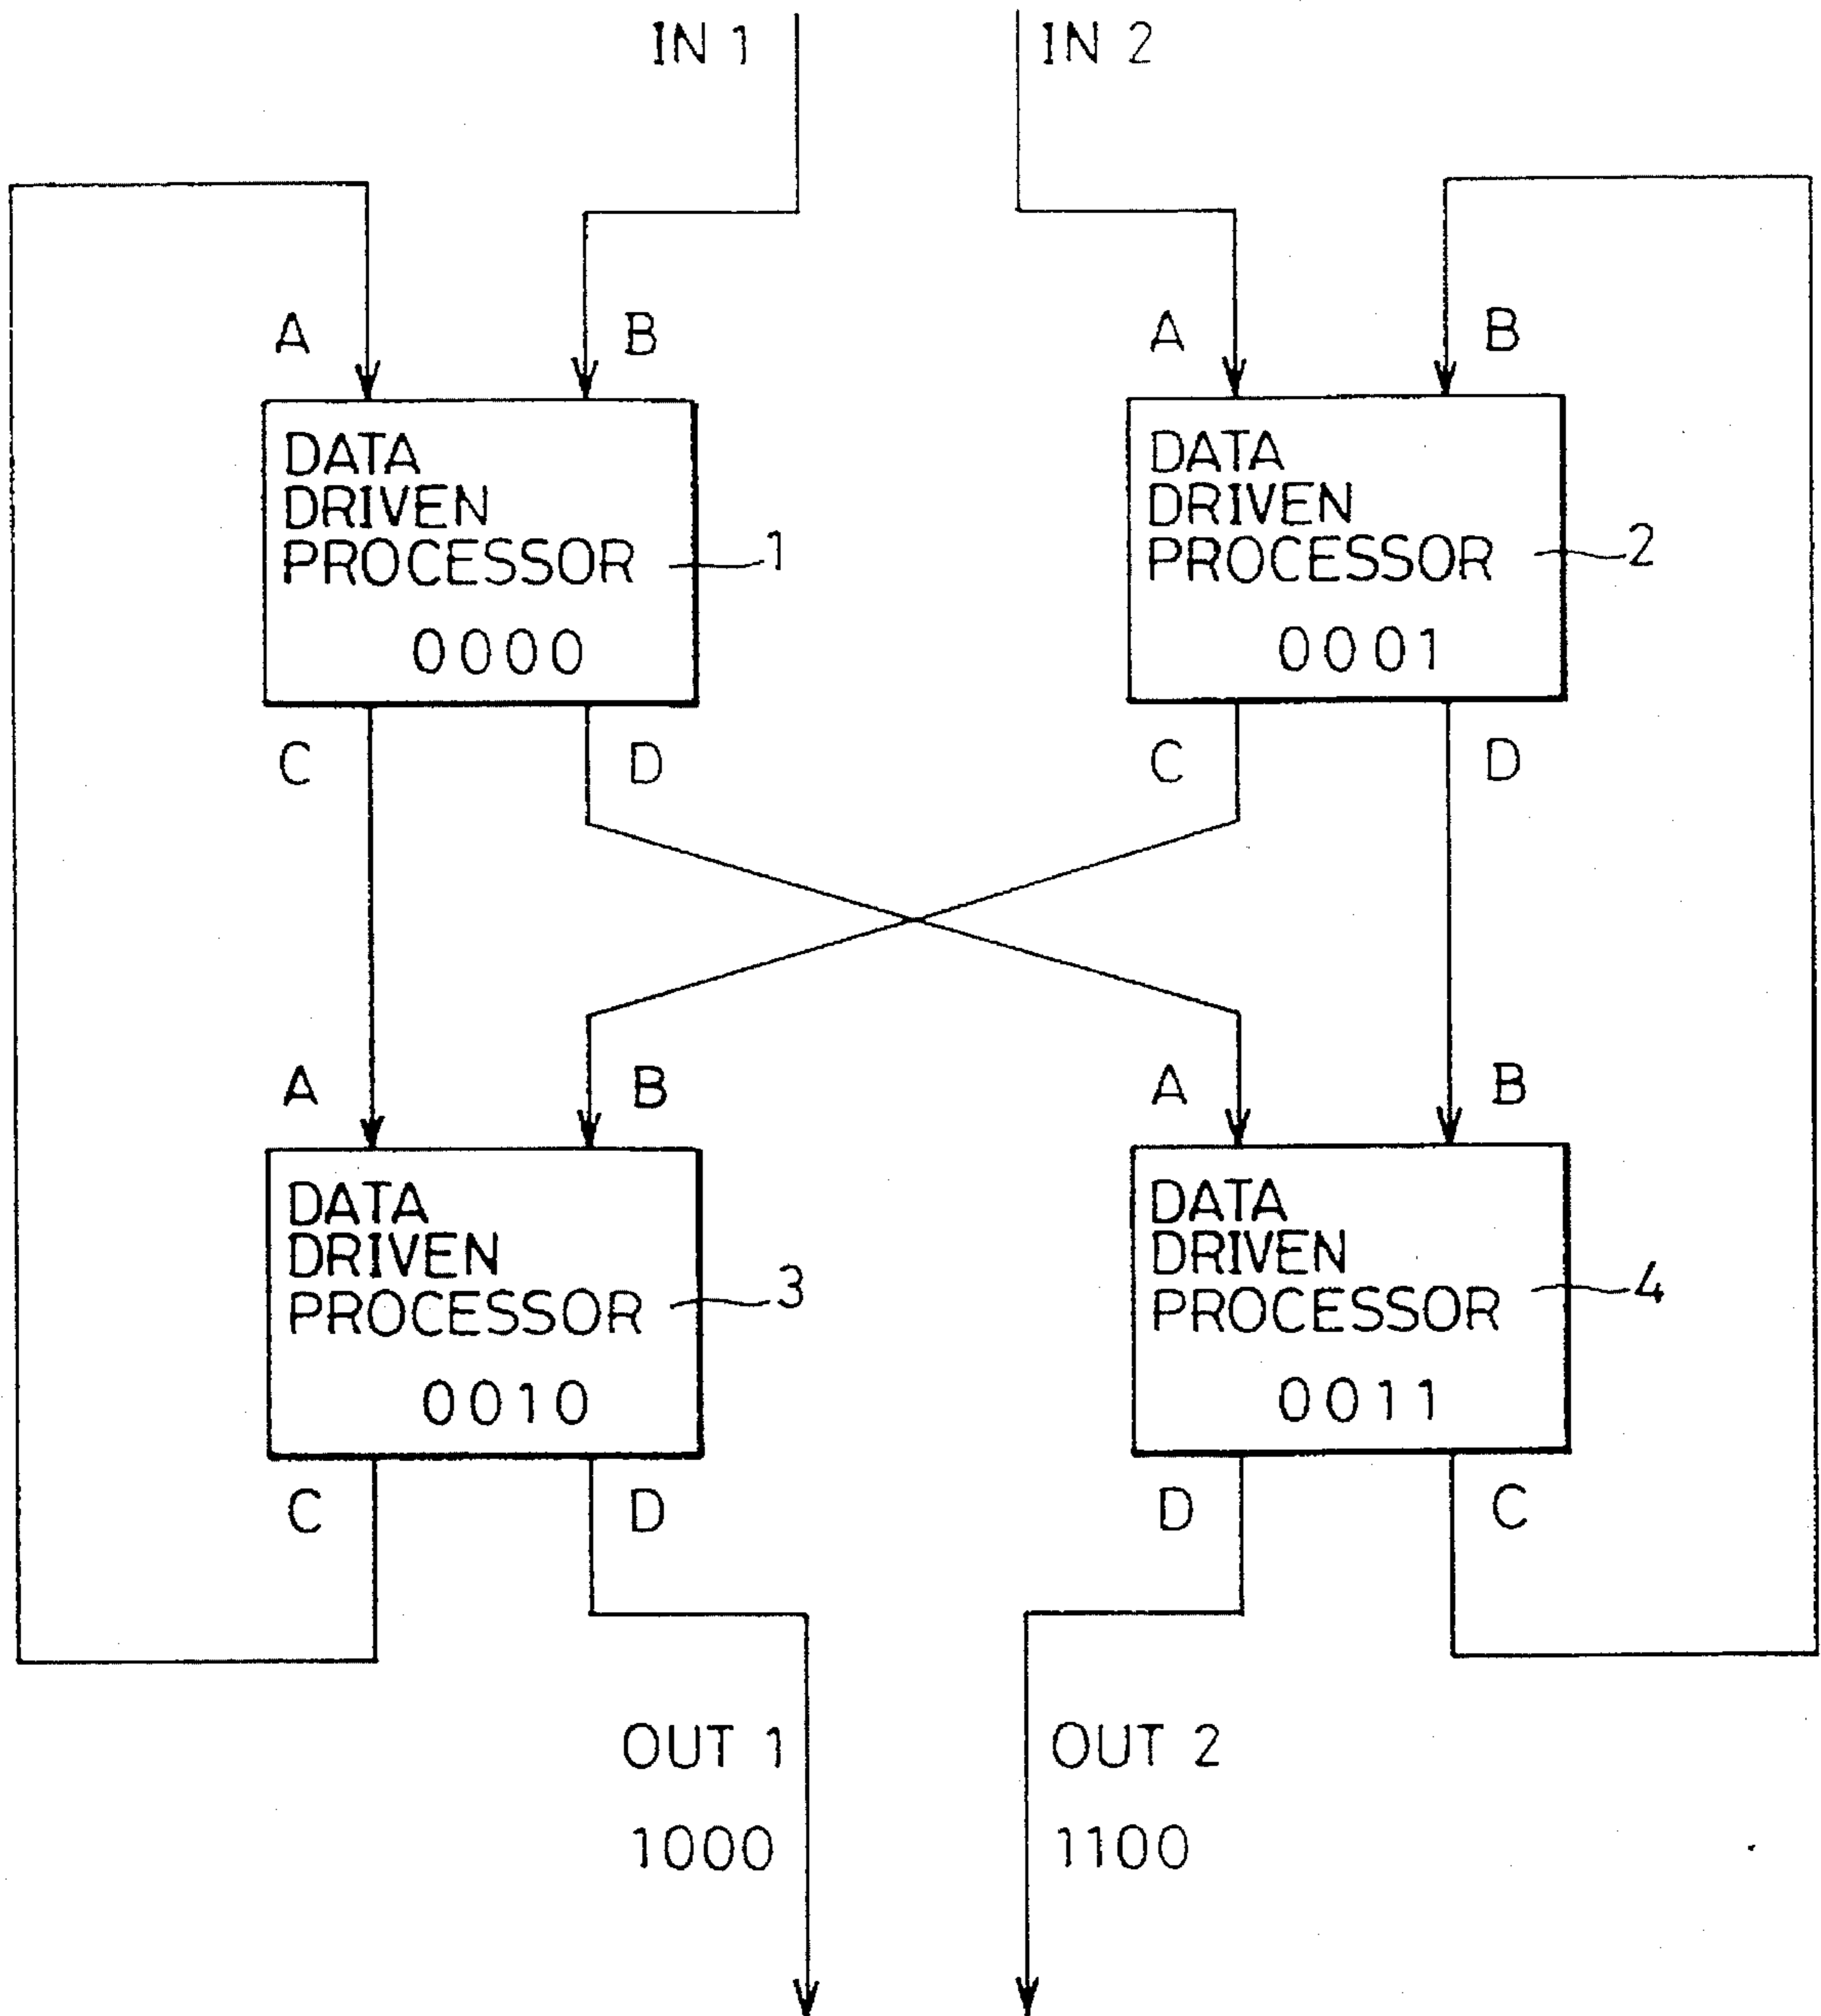 IN 1
IN 2
A
B
A
B
DATA
DRIVEN
PROCESSOR
0000
1
DATA
DRIVEN
PROCESSOR
0001
2
C
D
C
D
A
B
A
B
DATA
DRIVEN
PROCESSOR
0010
3
DATA
DRIVEN
PROCESSOR
0011
4
C
D
D
C
OUT 1
1000
OUT 2
1100